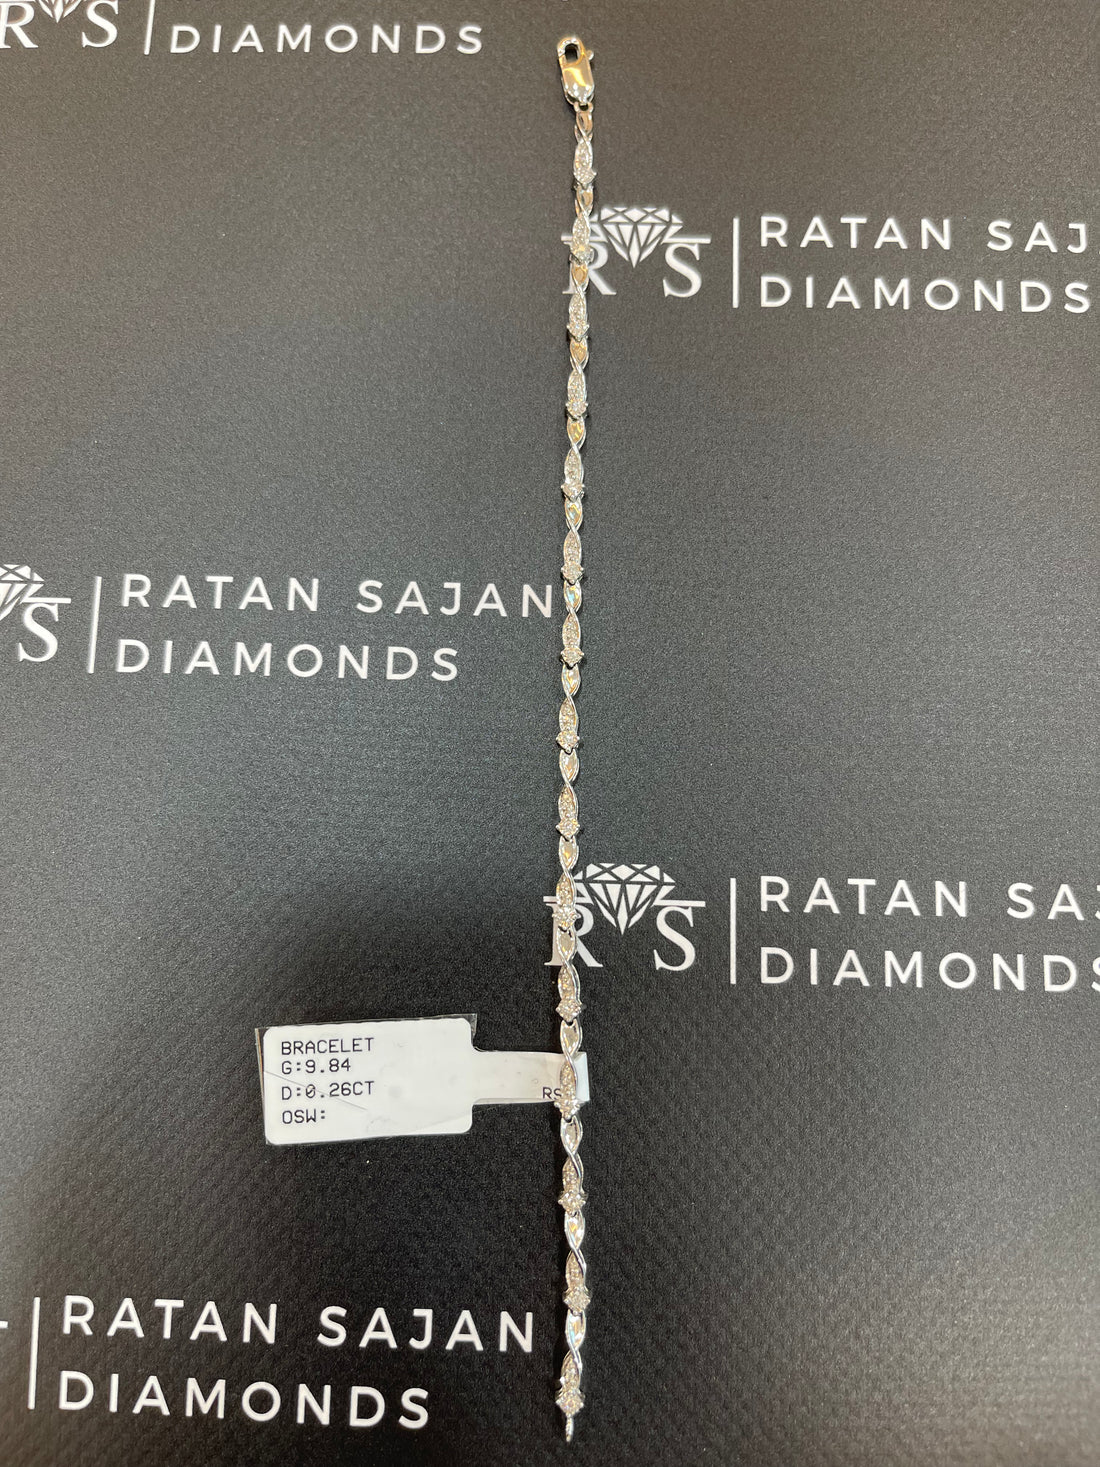 RS
DIAMONDS
RS
RATAN SAJ
DIAMONDS
S
RATAN SAJAN
DIAMONDS
RS
RATAN SA
DIAMONDS
BRACELET
G:9.84
D:0.26CT
OSW:
RS
RATAN SAJAN
DIAMONDS